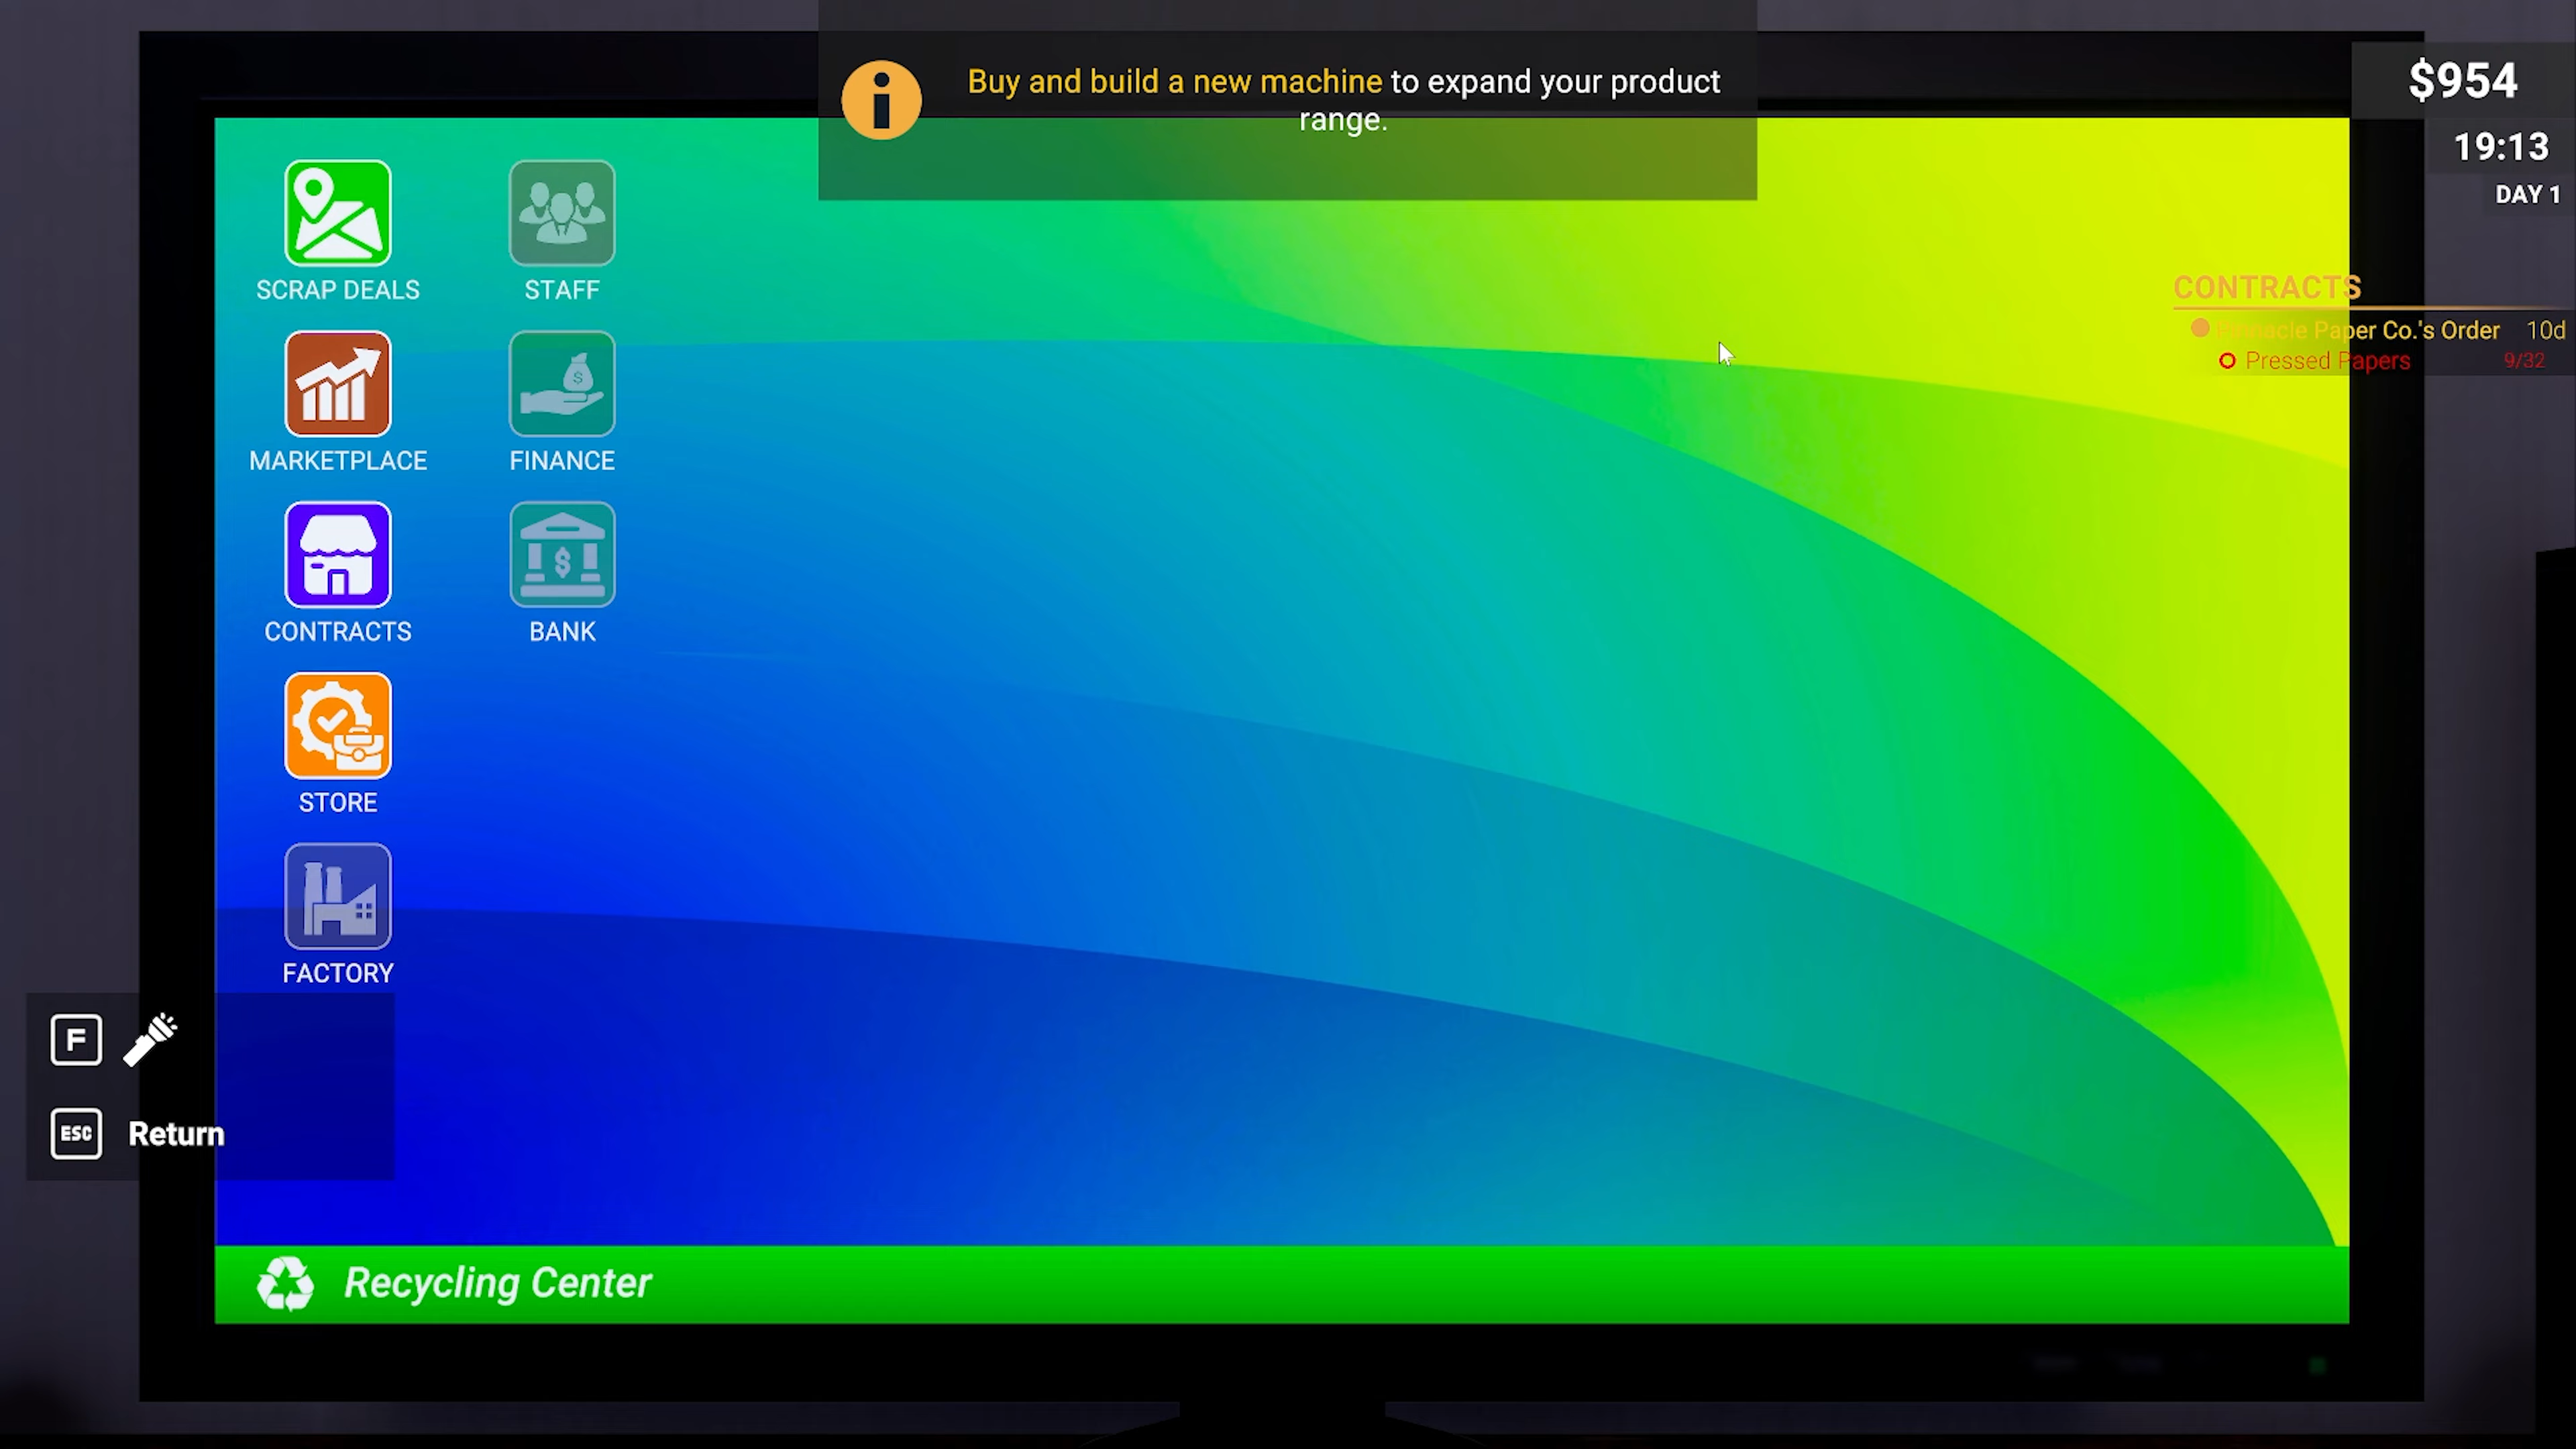 Buy and build a new machine to expand your product
range.
$954
19:13
DAY 1
SCRAP DEALS
STAFF
CONTRACTS
Pinnacle Paper Co.'s Order 10d
Pressed Papers 9/32
MARKETPLACE
FINANCE
CONTRACTS
BANK
STORE
FACTORY
F
ESC Return
Recycling Center